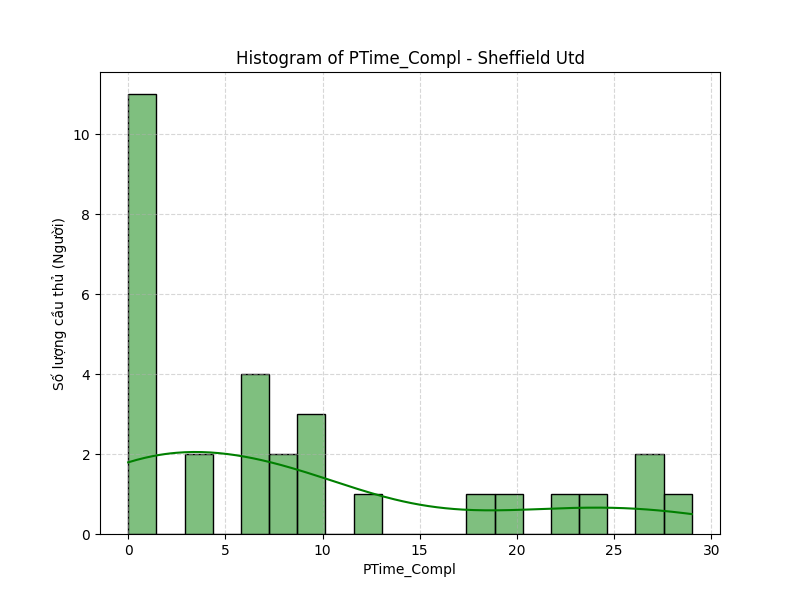 Histogram of PTime_Compl - Sheffield Utd
Số lượng cầu thủ (Người)
10
8
6
4
2
0
0 5 10 15 20 25 30
PTime_Compl